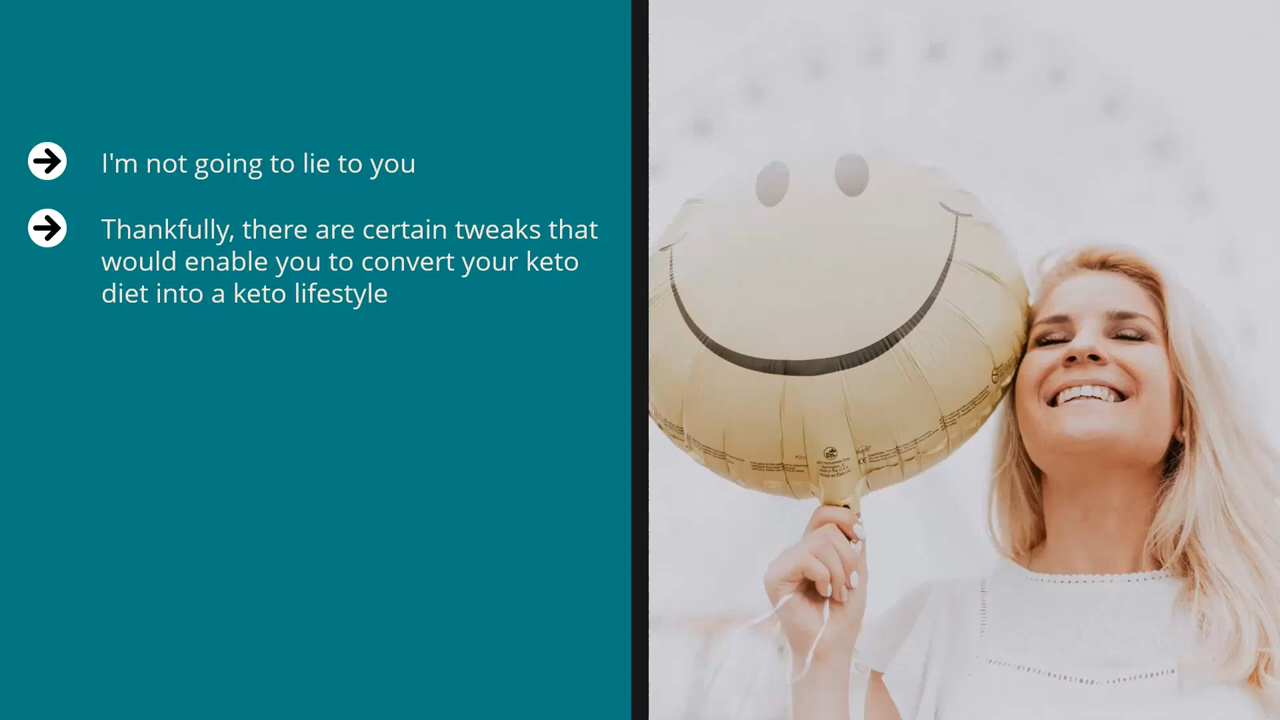 I'm not going to lie to you
Thankfully, there are certain tweaks that
would enable you to convert your keto
diet into a keto lifestyle